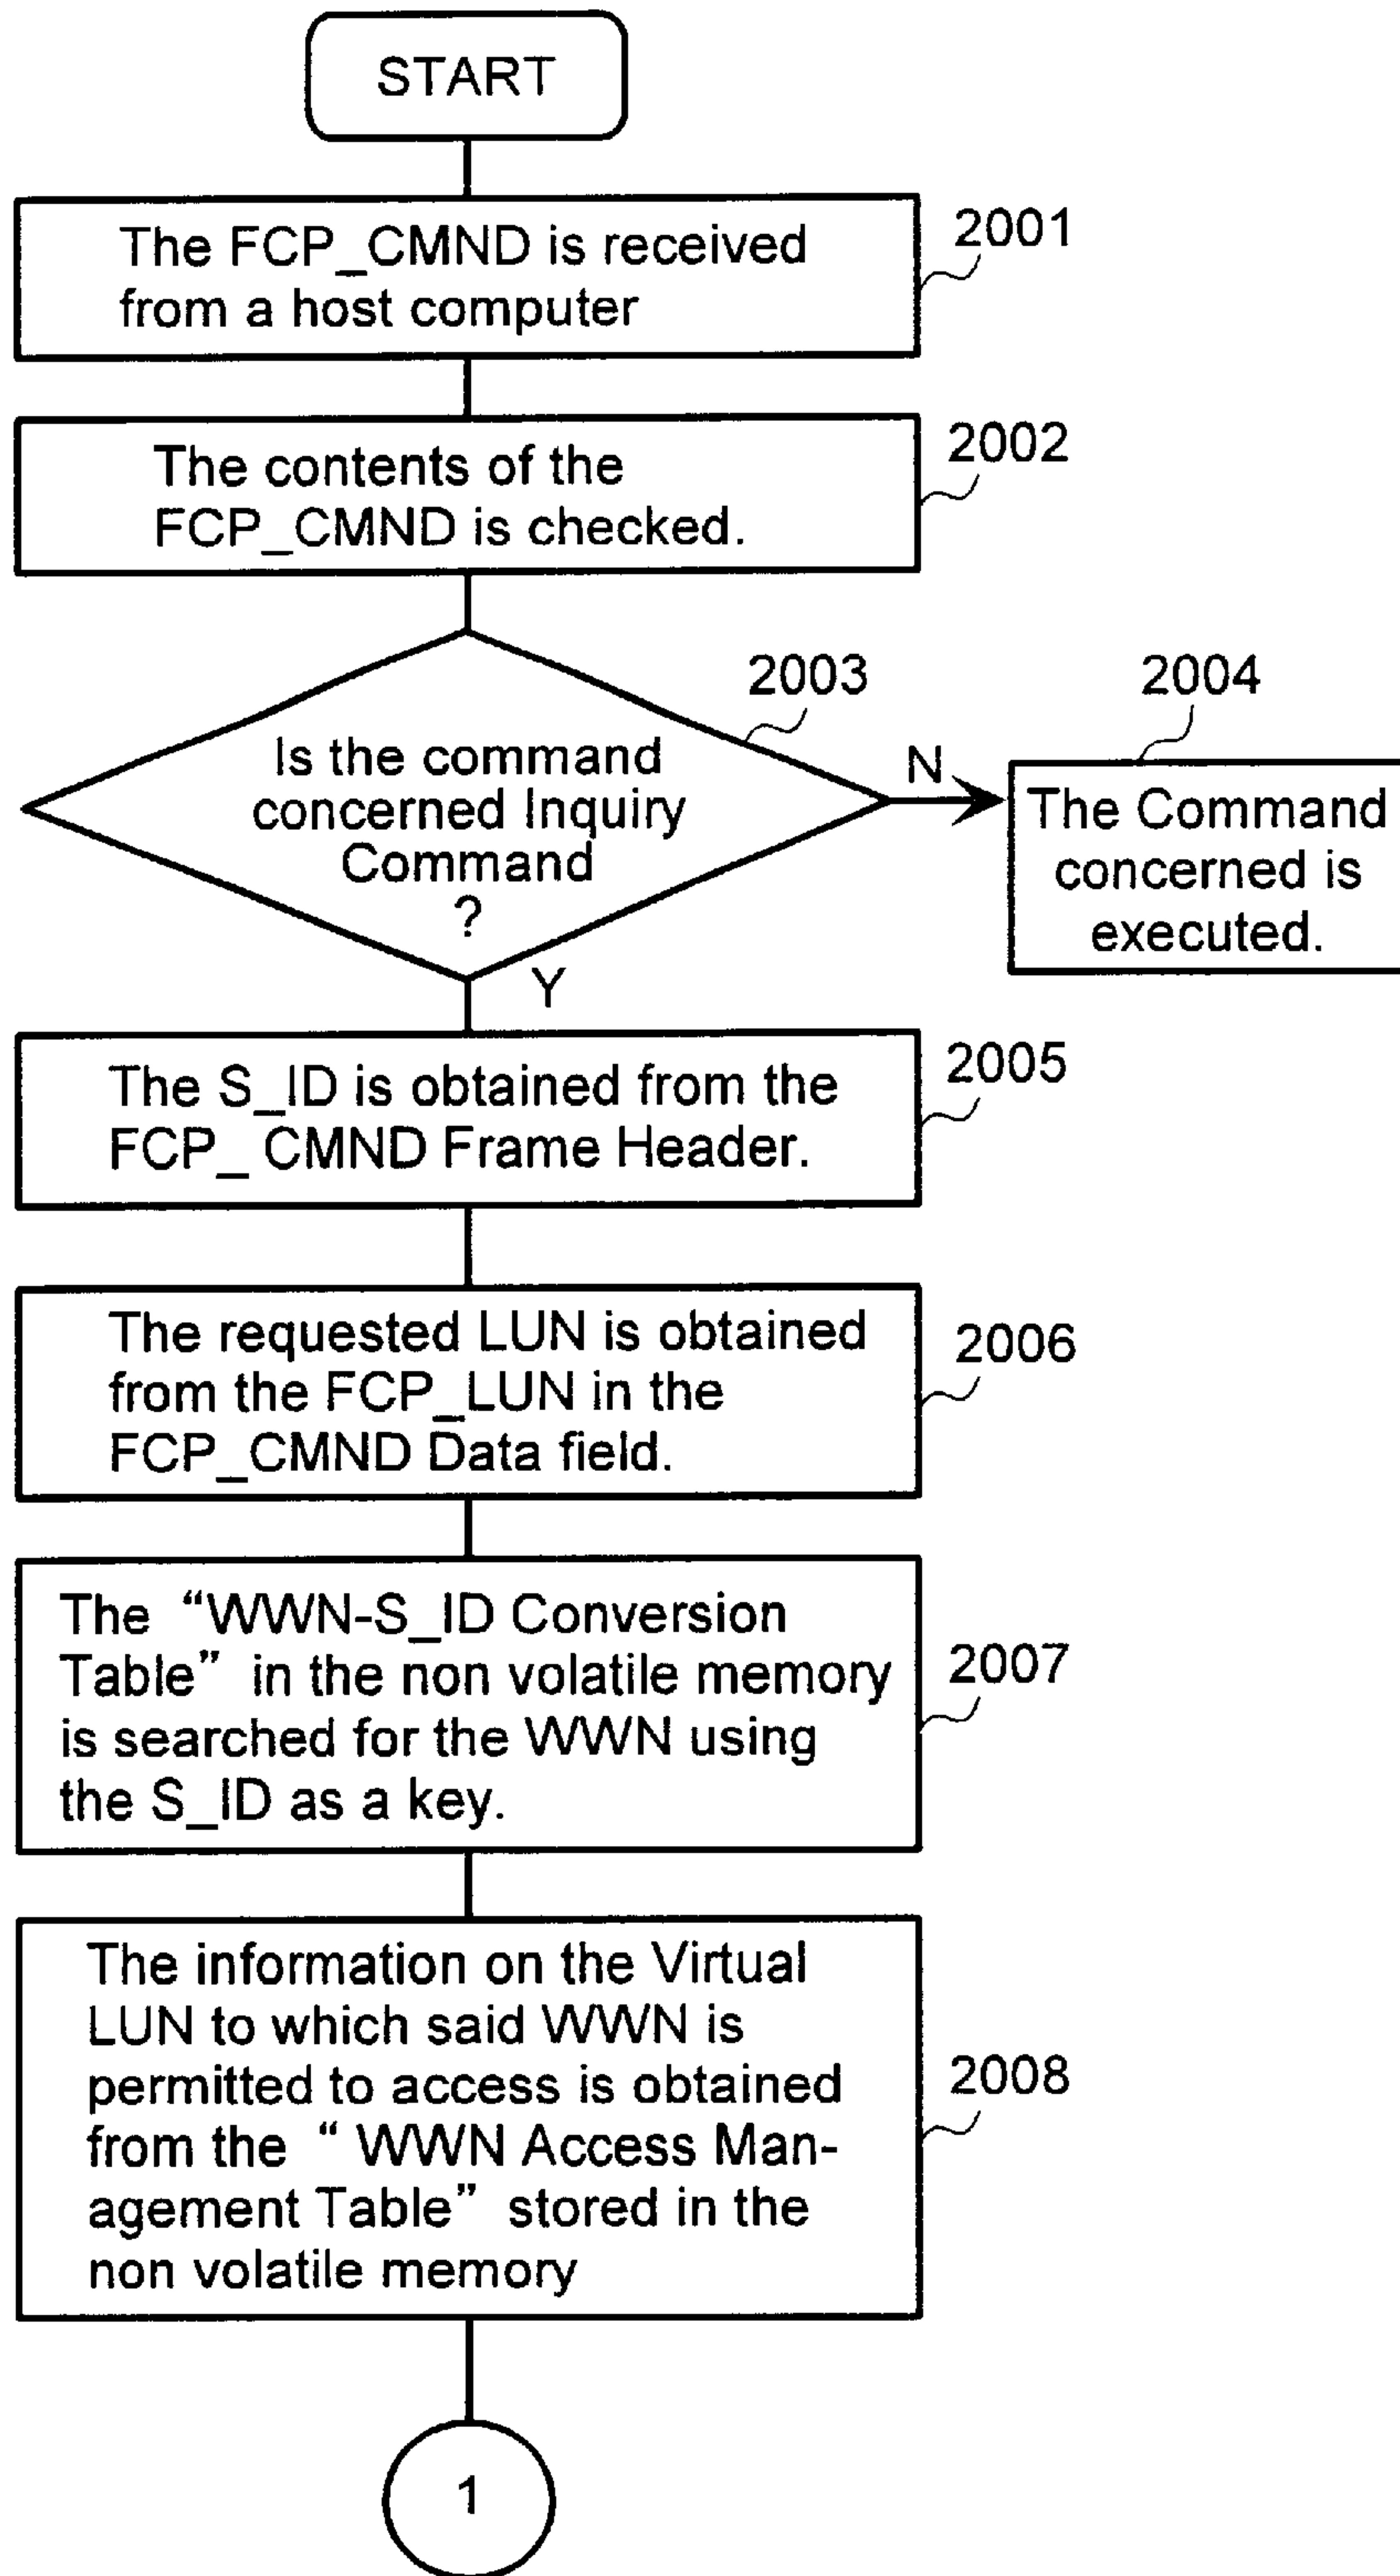 START
The FCP_CMND is received
from a host computer
2001
The contents of the
FCP_CMND is checked.
2002
Is the command
concerned Inquiry
Command
?
2003
N
2004
The Command
concerned is
executed.
Y
The S_ID is obtained from the
FCP_ CMND Frame Header.
2005
The requested LUN is obtained
from the FCP_LUN in the
FCP_CMND Data field.
2006
The “WWN-S_ID Conversion
Table” in the non volatile memory
is searched for the WWN using
the S_ID as a key.
2007
The information on the Virtual
LUN to which said WWN is
permitted to access is obtained
from the “ WWN Access Man-
agement Table” stored in the
non volatile memory
2008
1